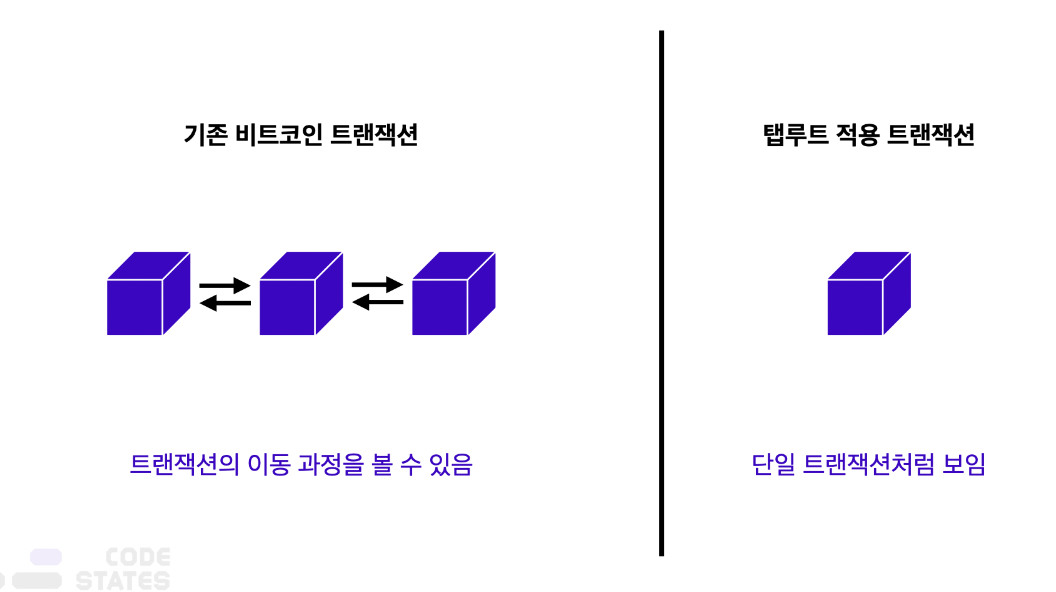 기존 비트코인 트랜잭션
탭루트 적용 트랜잭션
트랜잭션의 이동 과정을 볼 수 있음
단일 트랜잭션처럼 보임
CODE
STATES